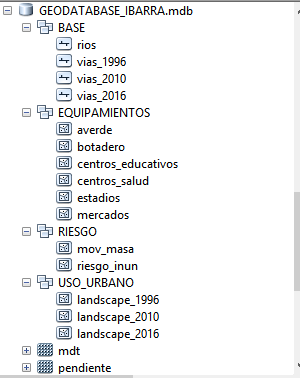 GEODATABASE_IBARRA.mdb
BASE
rios
vias_1996
vias_2010
vias_2016
EQUIPAMIENTOS
averde
botadero
centros_educativos
centros_salud
estadios
mercados
RIESGO
mov_masa
riesgo_inun
USO_URBANO
landscape_1996
landscape_2010
landscape_2016
mdt
pendiente